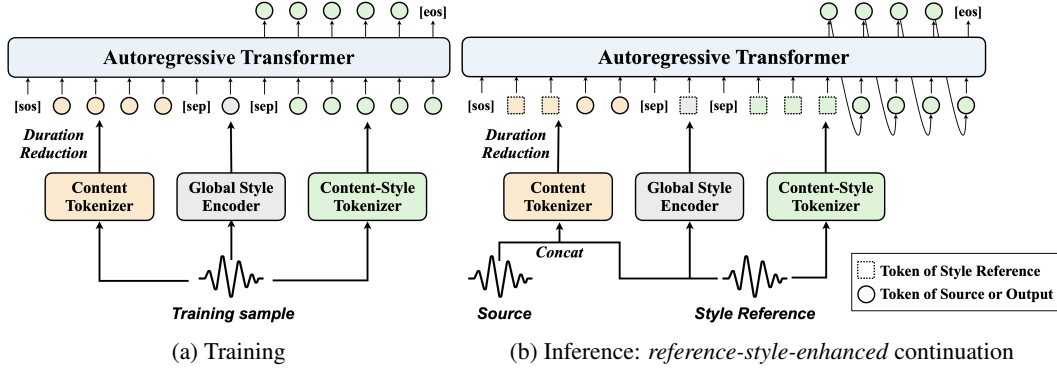 [eos]
Autoregressive Transformer
[sos]
[sep]
[sep]
Duration
Reduction
Content
Tokenizer
Global Style
Encoder
Content-Style
Tokenizer
Training sample
(a) Training
[eos]
Autoregressive Transformer
[sos]
[sep]
[sep]
Duration
Reduction
Content
Tokenizer
Global Style
Encoder
Content-Style
Tokenizer
Concat
Source
Style Reference
Token of Style Reference
Token of Source or Output
(b) Inference: reference-style-enhanced continuation